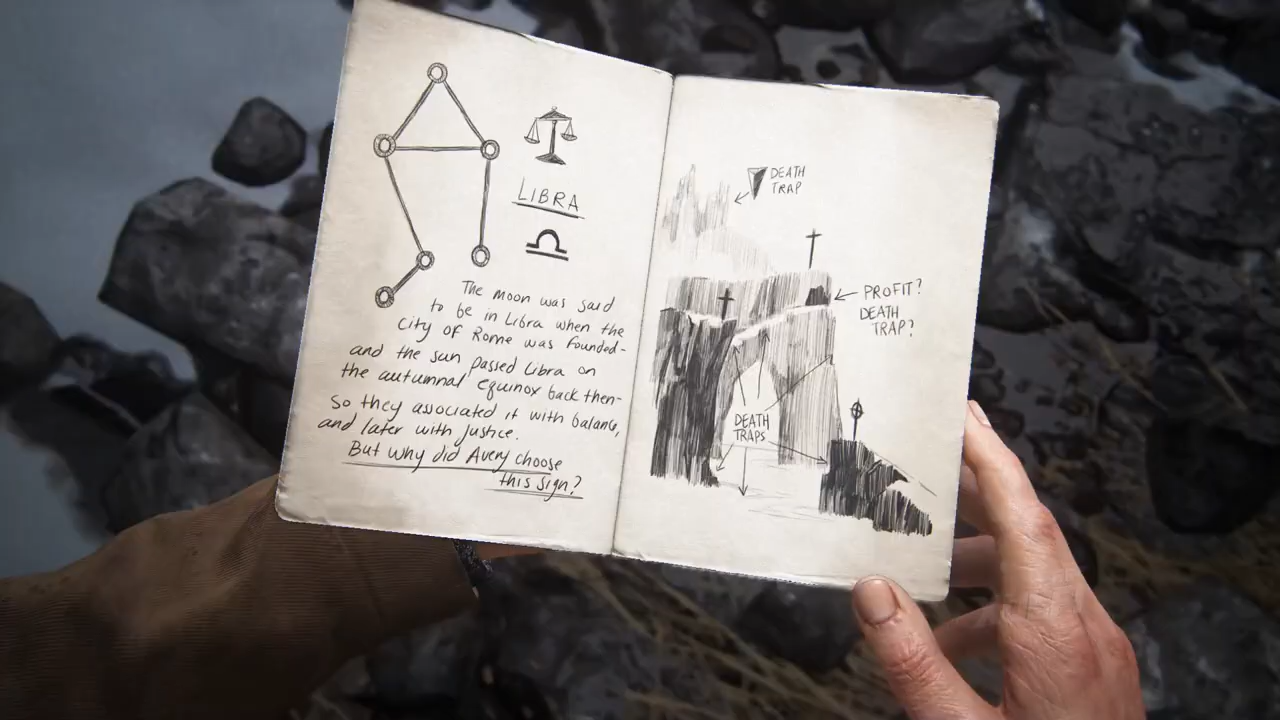 LIBRA
The moon was said
to be in Libra when the
City of Rome was founded-
and the sun passed Libra on
the autumnal equinox back then-
So they associated it with balance,
and later with justice.
But why did Avery choose
this sign?
DEATH
TRAP
PROFIT?
DEATH
TRAP?
DEATH
TRAPS